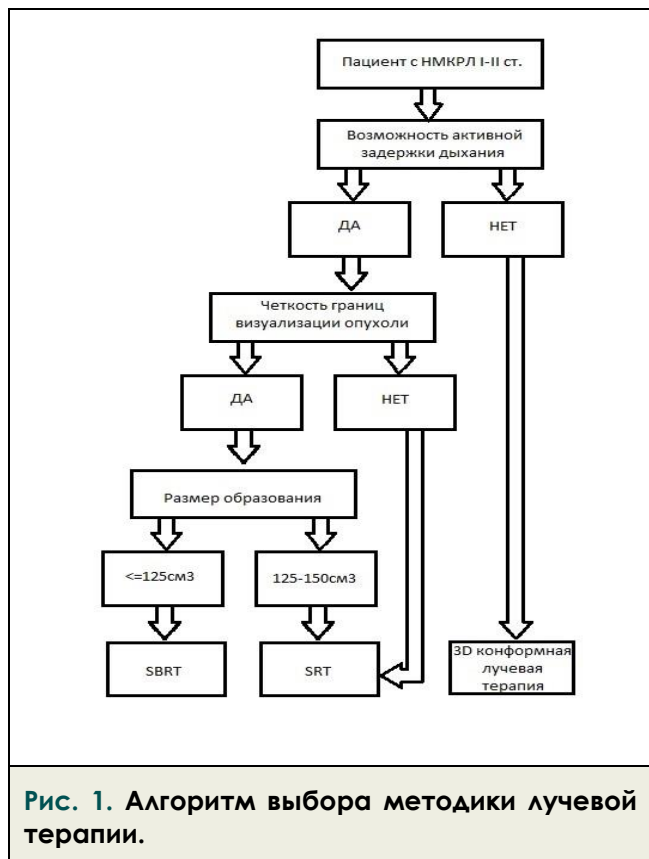 Пациент с НМКРЛ I-II ст.
Возможность активной
задержки дыхания
ДА
НЕТ
Четкость границ
визуализации опухоли
ДА
НЕТ
Размер образования
<=125см3
125-150см3
SBRT
SRT
3D конформная
лучевая
терапия
Рис. 1. Алгоритм выбора методики лучевой
терапии.